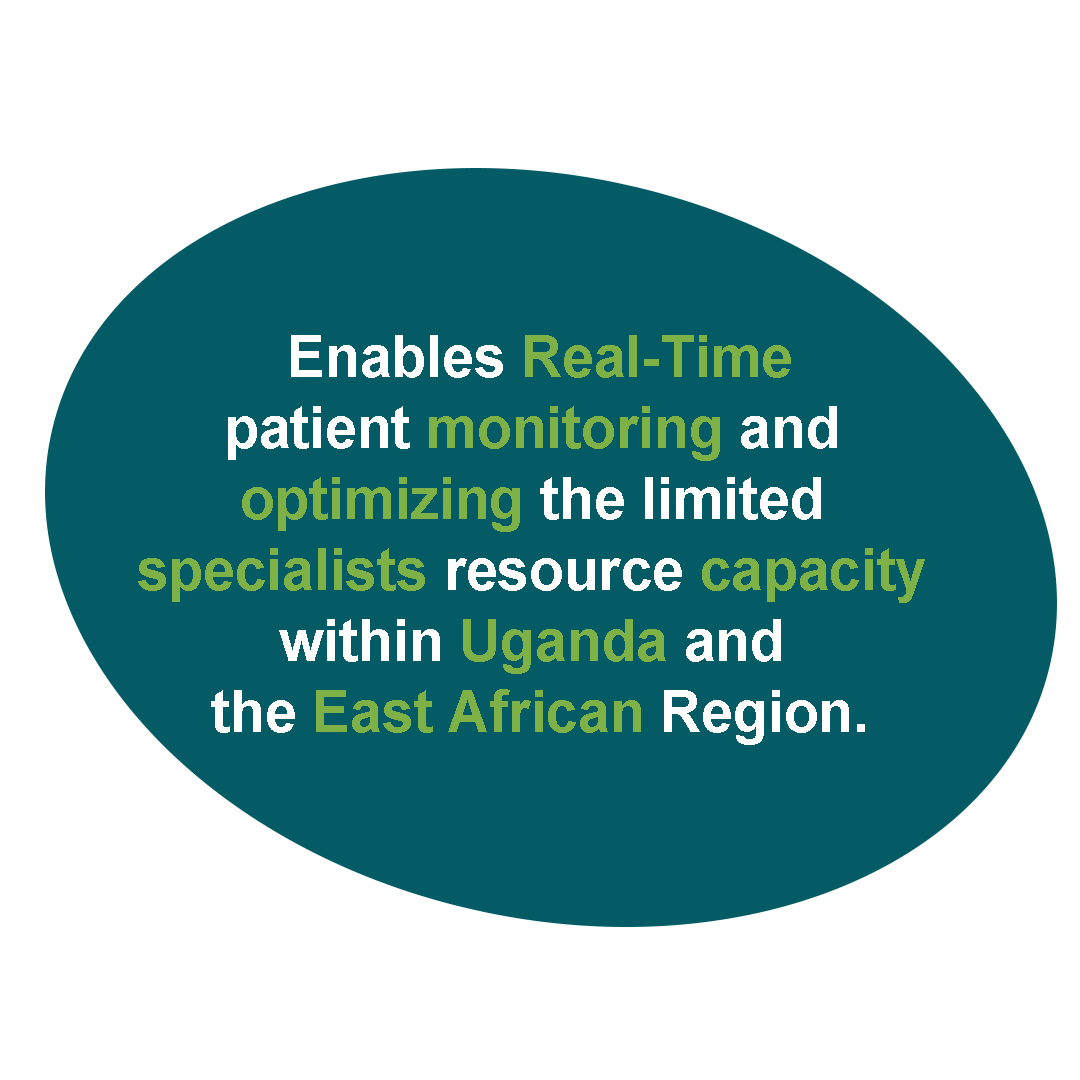 Enables Real-Time
patient monitoring and
optimizing the limited
specialists resource capacity
within Uganda and
the East African Region.